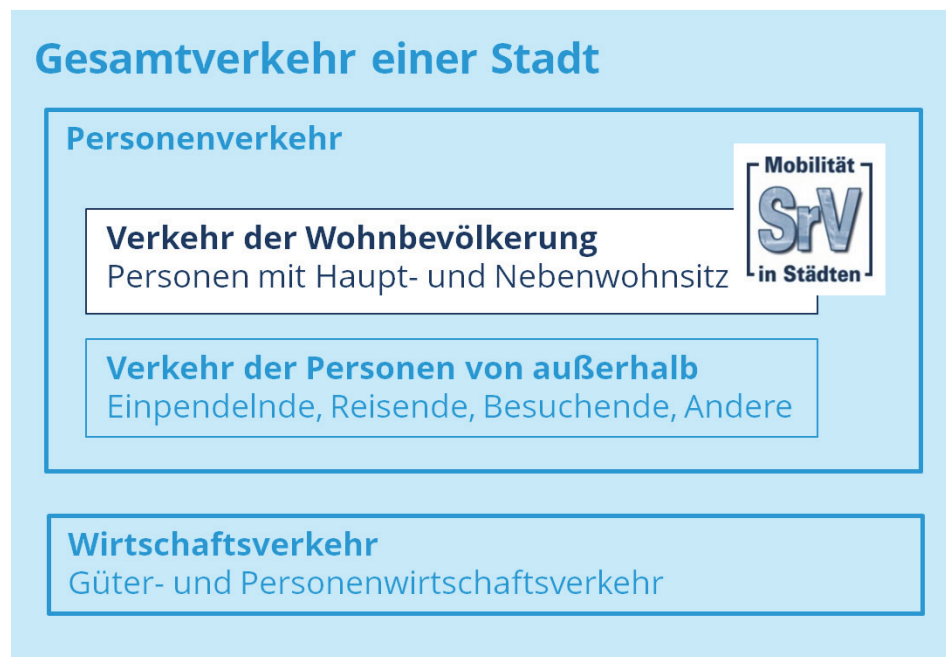 Gesamtverkehr einer Stadt
Personenverkehr
Mobilität
SrV
in Städten
Verkehr der Wohnbevölkerung
Personen mit Haupt- und Nebenwohnsitz
Verkehr der Personen von außerhalb
Einpendelnde, Reisende, Besuchende, Andere
Wirtschaftsverkehr
Güter- und Personenwirtschaftsverkehr